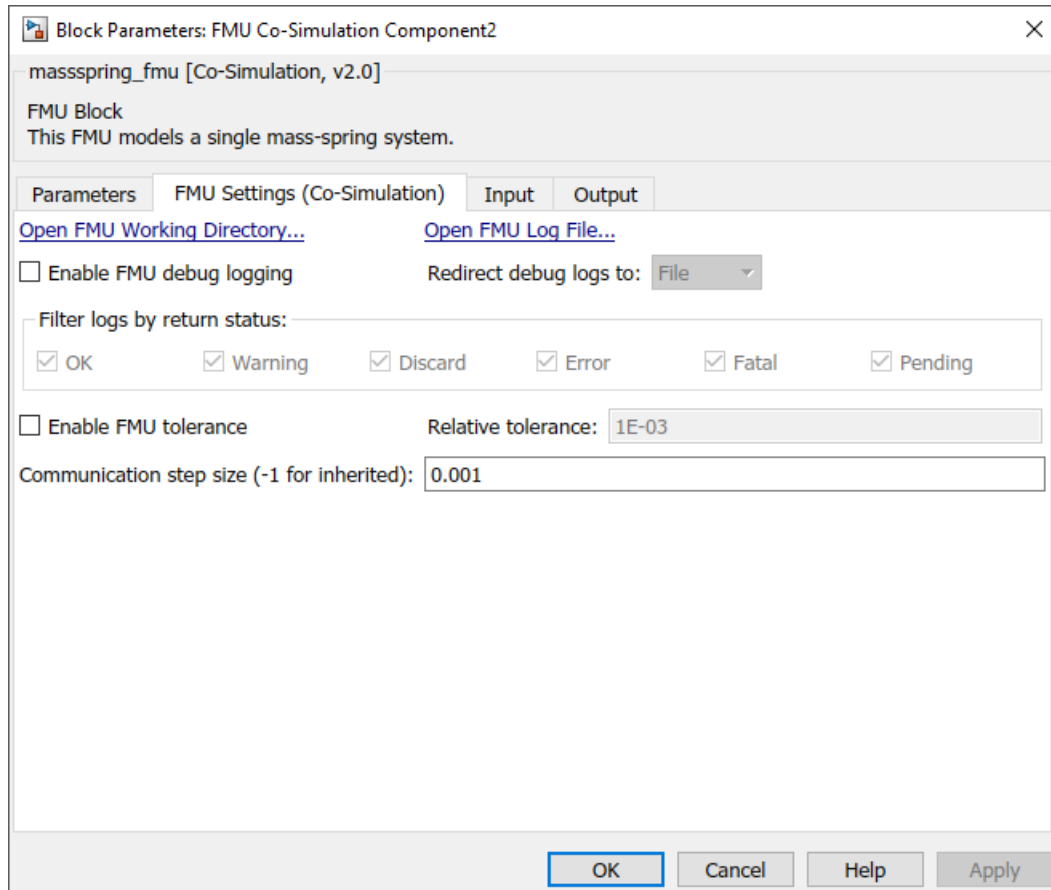 Block Parameters: FMU Co-Simulation Component2
massspring_fmu [Co-Simulation, v2.0]
FMU Block
This FMU models a single mass-spring system.
Parameters FMU Settings (Co-Simulation) Input Output
Open FMU Working Directory... Open FMU Log File...
Enable FMU debug logging Redirect debug logs to: File
Filter logs by return status:
OK Warning Discard Error Fatal Pending
Enable FMU tolerance Relative tolerance: 1E-03
Communication step size (-1 for inherited): 0.001
OK Cancel Help Apply